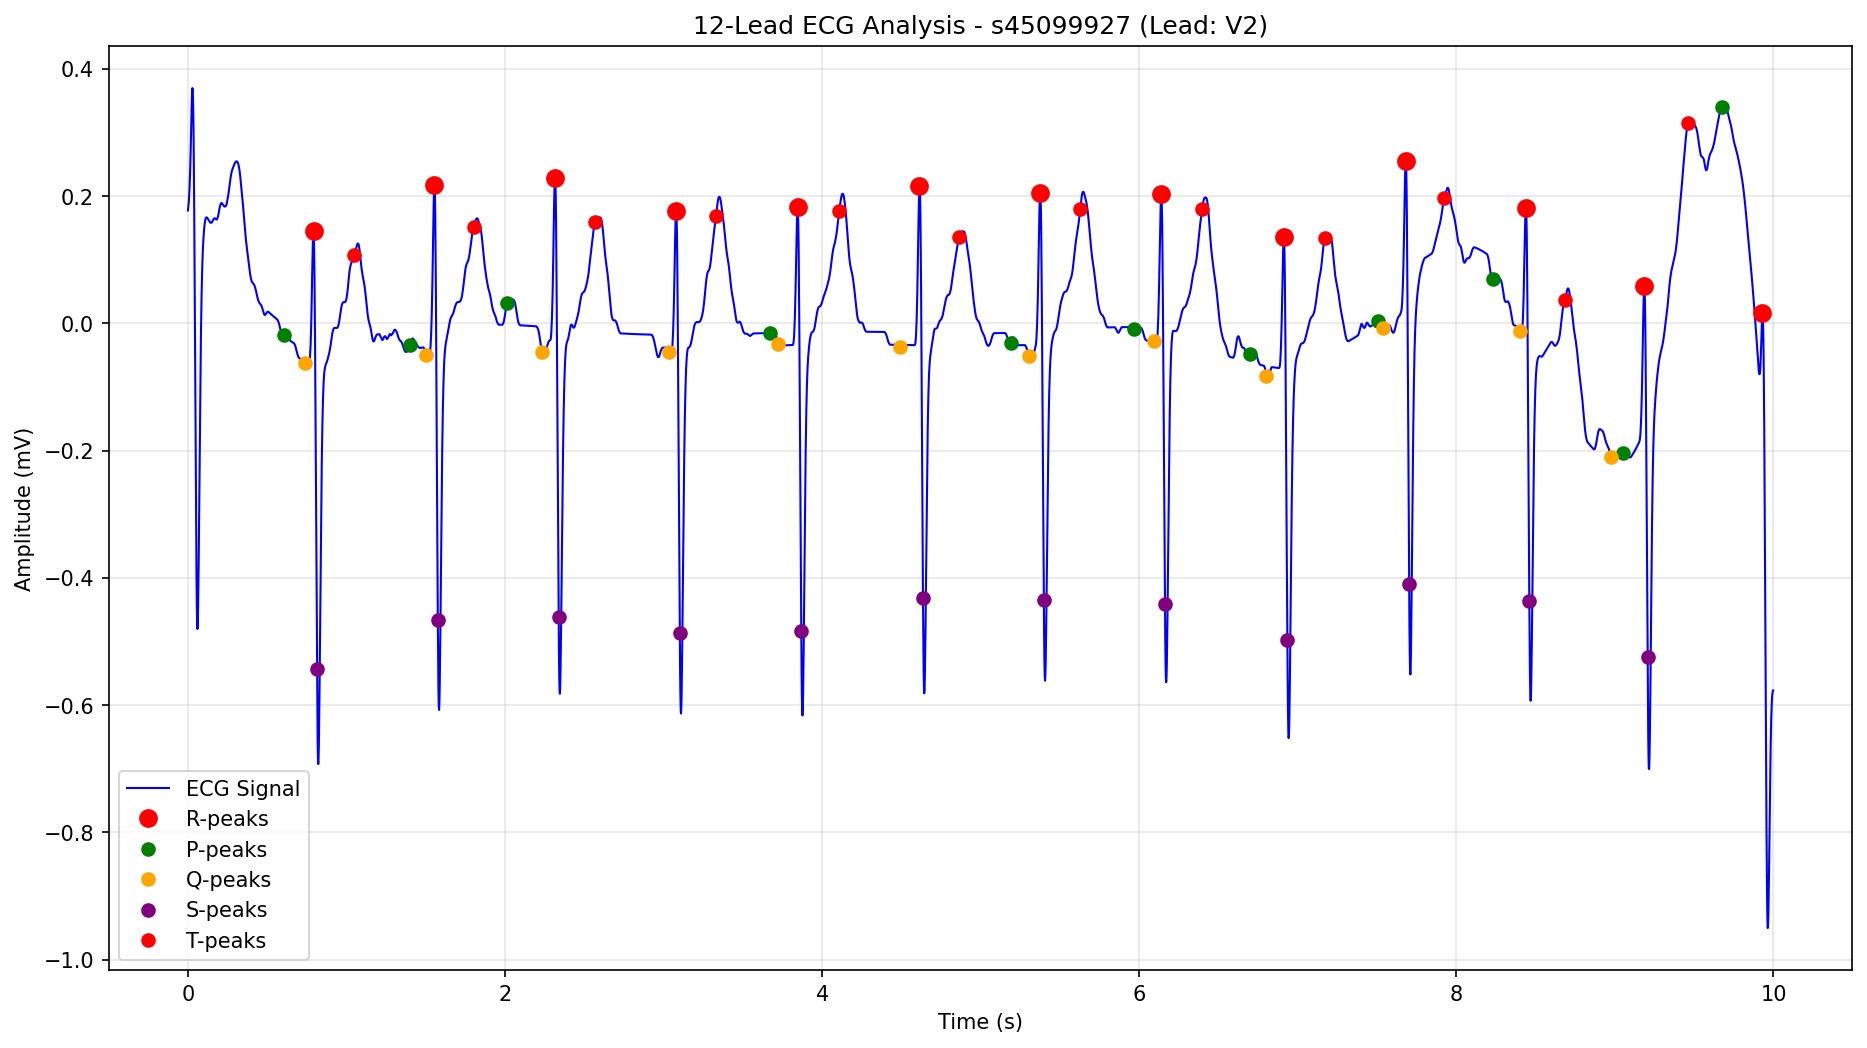 12-Lead ECG Analysis - s45099927 (Lead: V2)
Amplitude (mV)
0.4
0.2
0.0
−0.2
−0.4
−0.6
−0.8
−1.0
ECG Signal
R-peaks
P-peaks
Q-peaks
S-peaks
T-peaks
0 2 4 6 8 10
Time (s)